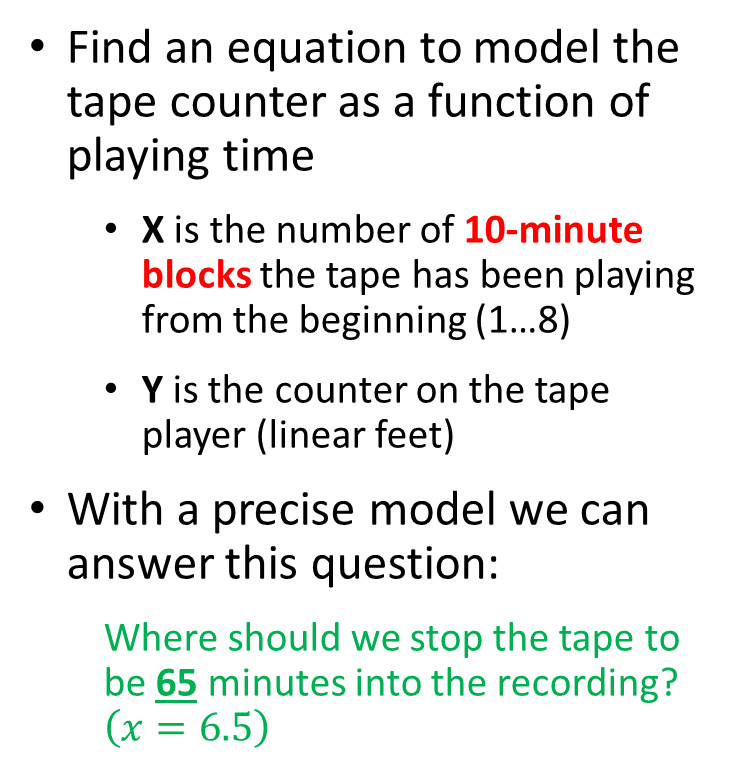 • Find an equation to model the
tape counter as a function of
playing time
• X is the number of 10-minute
blocks the tape has been playing
from the beginning (1…8)
• Y is the counter on the tape
player (linear feet)
• With a precise model we can
answer this question:
Where should we stop the tape to
be 65 minutes into the recording?
(𝑥 = 6.5)